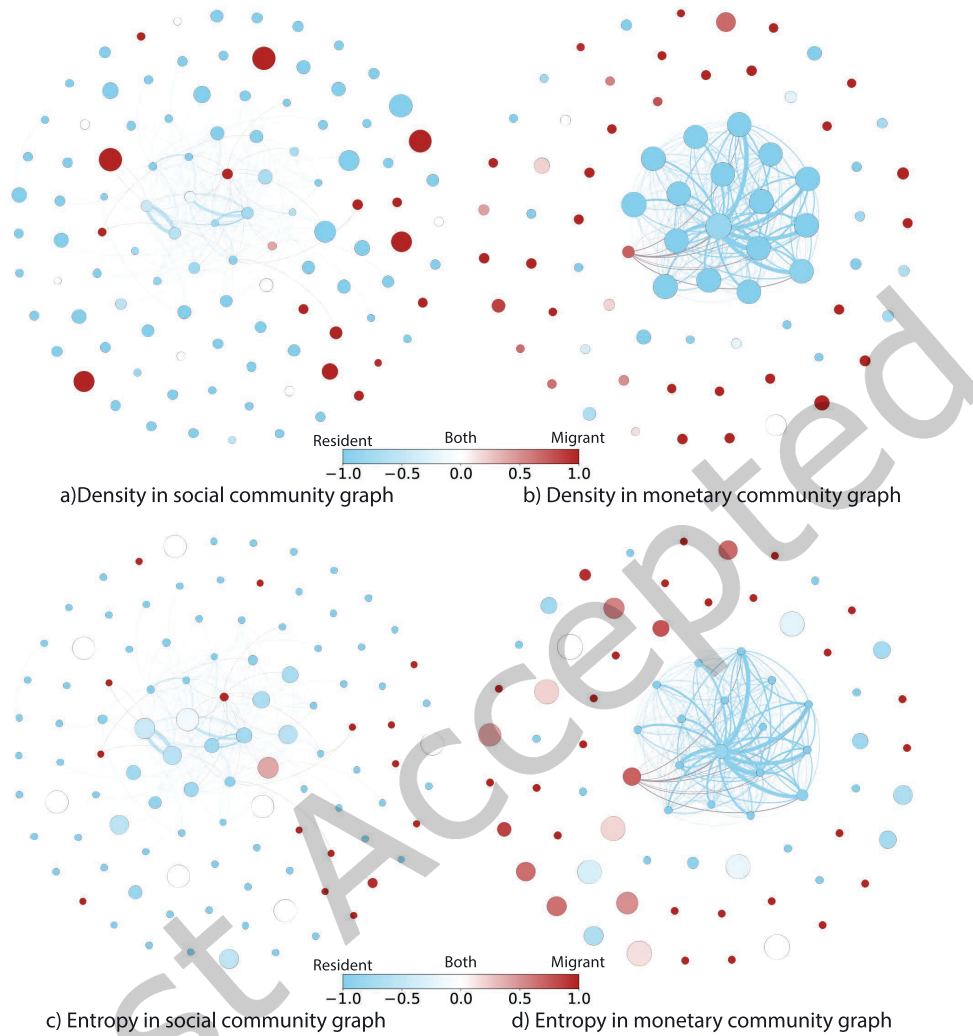 Resident Both Migrant
−1.0 −0.5 0.0 0.5 1.0
a)Density in social community graph
b) Density in monetary community graph
Resident Both Migrant
−1.0 −0.5 0.0 0.5 1.0
c) Entropy in social community graph
d) Entropy in monetary community graph
st Accepted